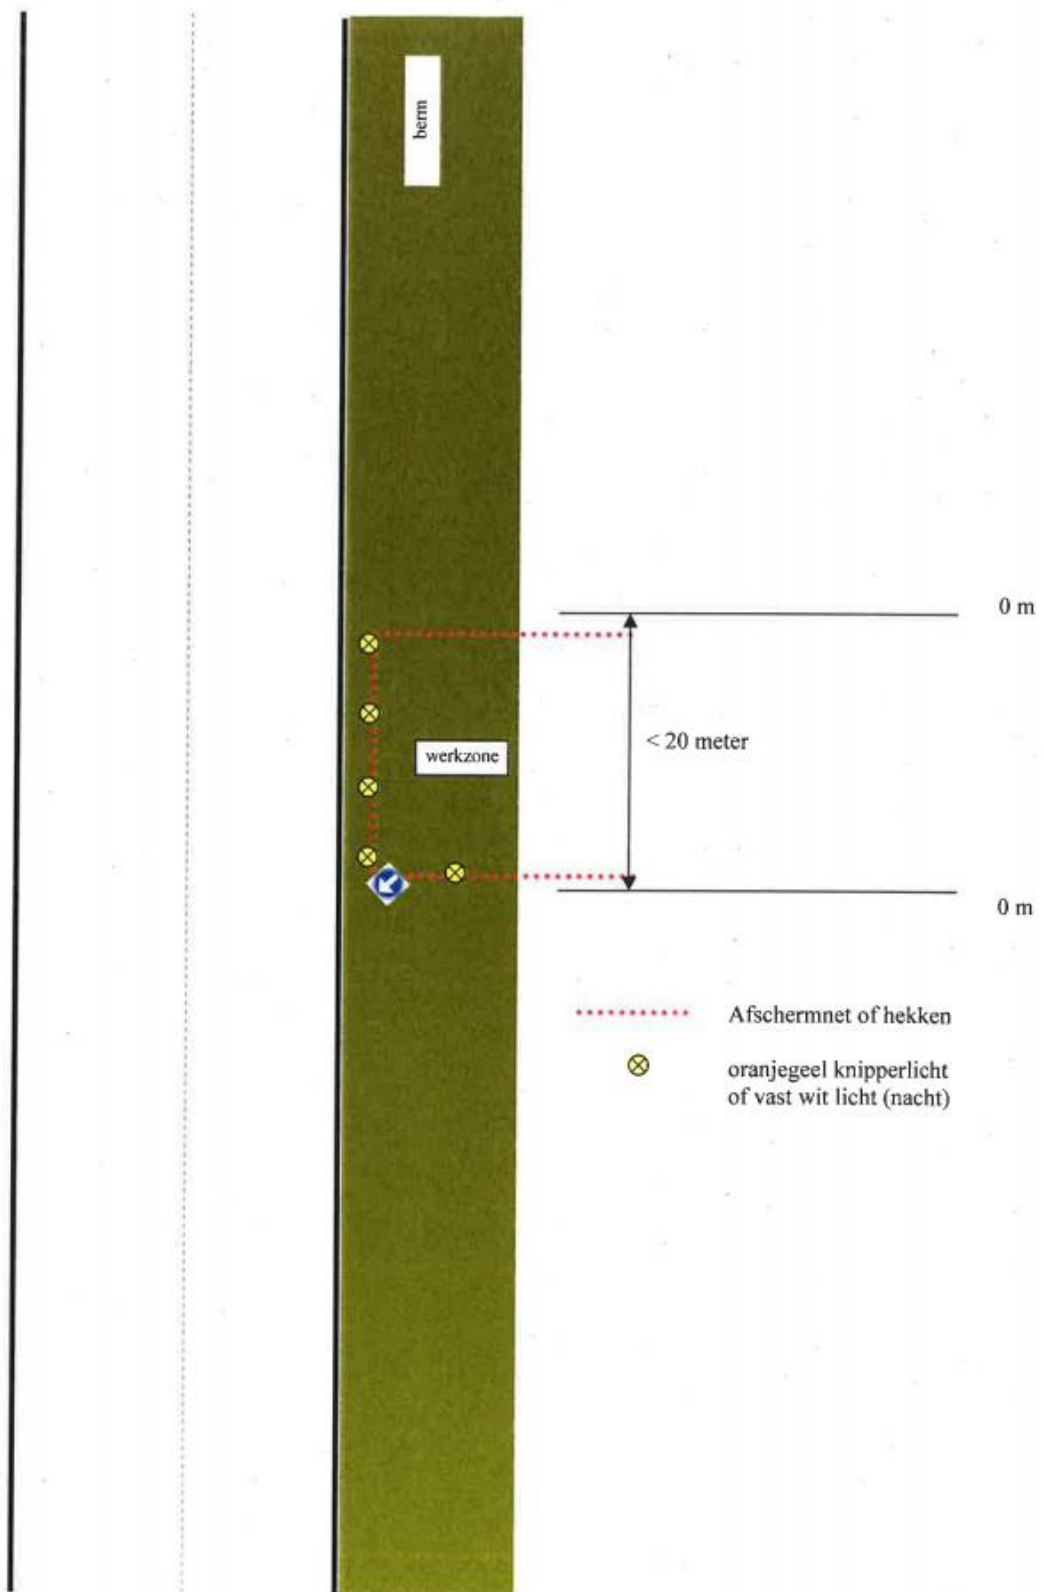 berm
0 m
< 20 meter
werkzone
0 m
Afschermnet of hekken
oranjegeel knipperlicht
of vast wit licht (nacht)